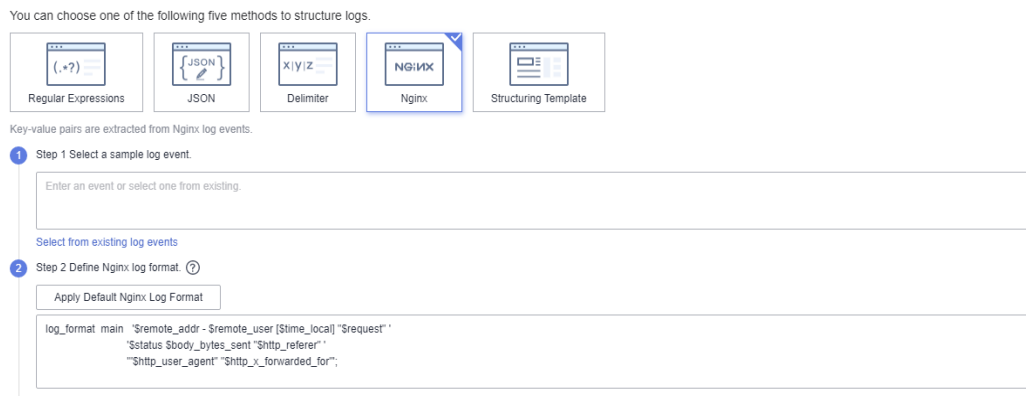 You can choose one of the following five methods to structure logs.
(.*?)
{JSON}
X|y|Z
NGiNX
Regular Expressions
JSON
Delimiter
Nginx
Structuring Template
Key-value pairs are extracted from Nginx log events.
1 Step 1 Select a sample log event.
Enter an event or select one from existing.
Select from existing log events
2 Step 2 Define Nginx log format. ?
Apply Default Nginx Log Format
log_format main '$remote_addr - $remote_user [$time_local] "$request" '
'$status $body_bytes_sent "$http_referer" '
'"$http_user_agent" "$http_x_forwarded_for"';